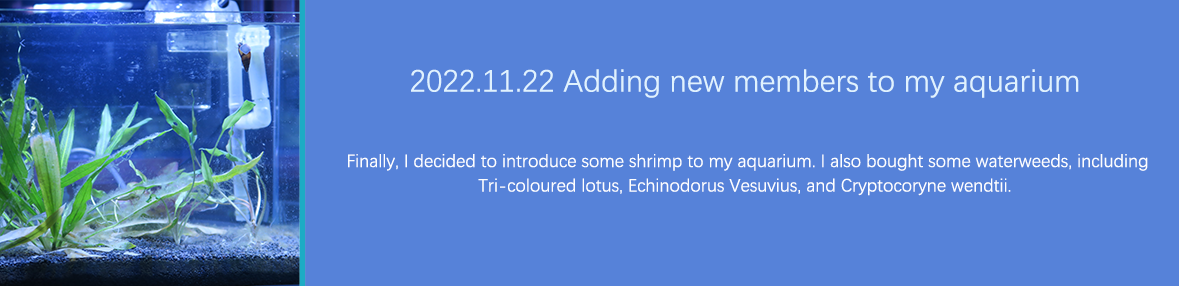 2022.11.22 Adding new members to my aquarium
Finally, I decided to introduce some shrimp to my aquarium. I also bought some waterweeds, including
Tri-coloured lotus, Echinodorus Vesuvius, and Cryptocoryne wendtii.